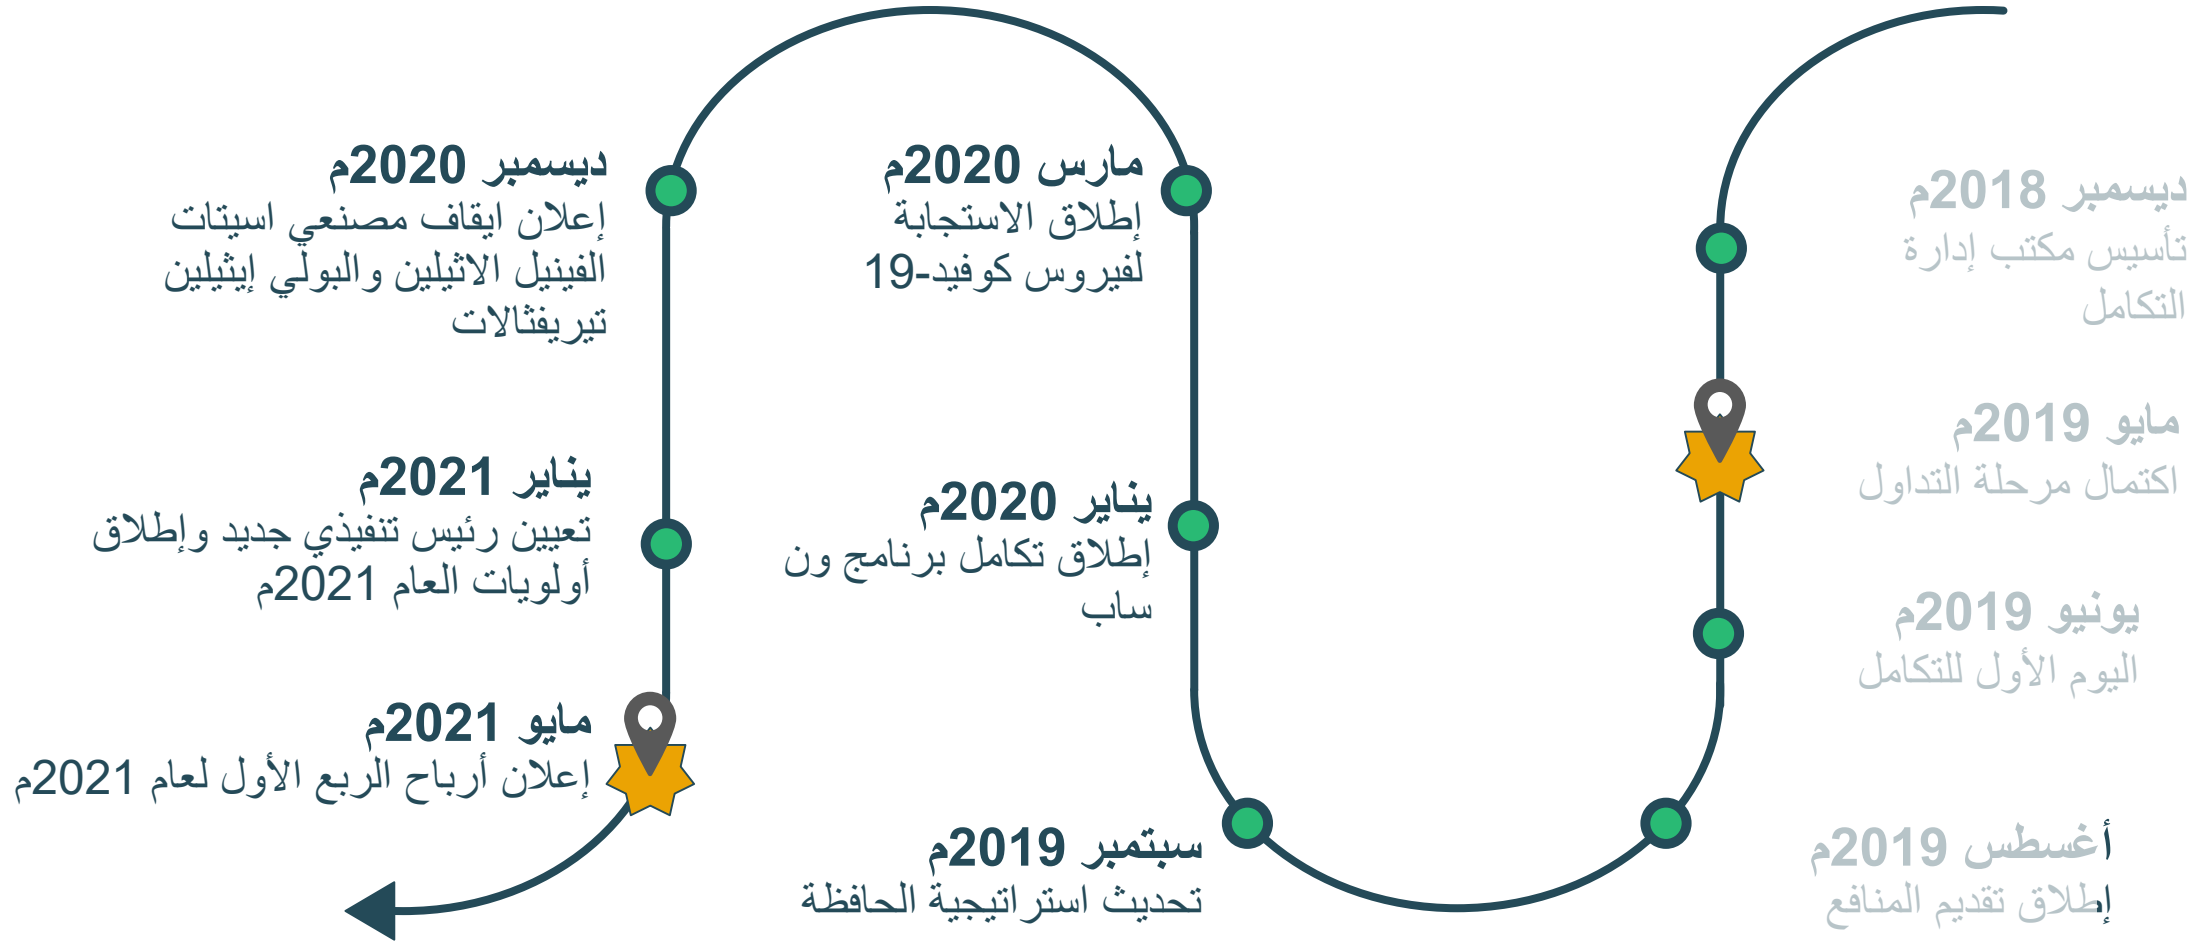 ديسمبر 2018م
تأسيس مكتب إدارة
التكامل
مايو 2019م
اكتمال مرحلة التداول
يونيو 2019م
اليوم الأول للتكامل
أغسطس 2019م
إطلاق تقديم المنافع
سبتمبر 2019م
تحديث استراتيجية الحافظة
يناير 2020م
إطلاق تكامل برنامج ون
ساب
مارس 2020م
إطلاق الاستجابة
لفيروس كوفيد-19
ديسمبر 2020م
إعلان ايقاف مصنعي اسيتات
الفينيل الاثيلين والبولي إيثيلين
تيريفثالات
يناير 2021م
تعيين رئيس تنفيذي جديد وإطلاق
أولويات العام 2021م
مايو 2021م
إعلان أرباح الربع الأول لعام 2021م